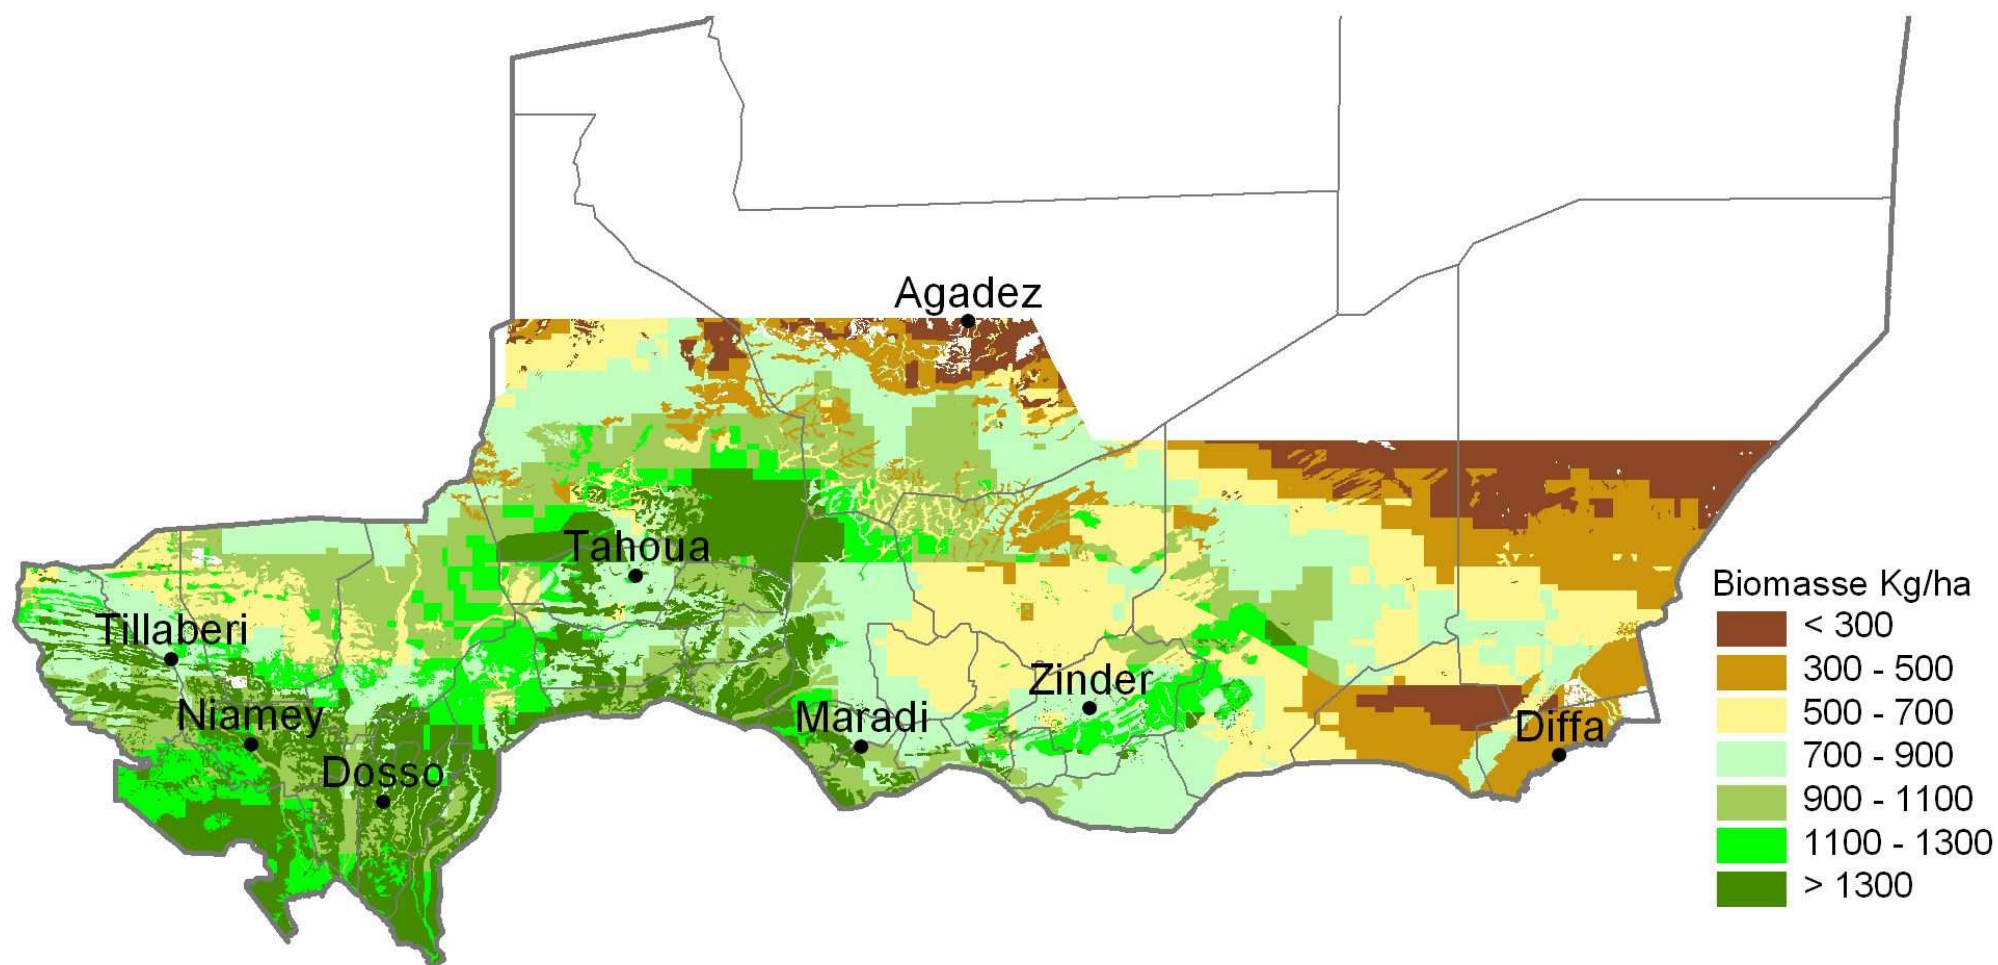 Agadez
Tahoua
Tillaberi
Zinder
Niamey
Maradi
Diffa
Dosso
Biomasse Kg/ha
< 300
300 - 500
500 - 700
700 - 900
900 - 1100
1100 - 1300
> 1300